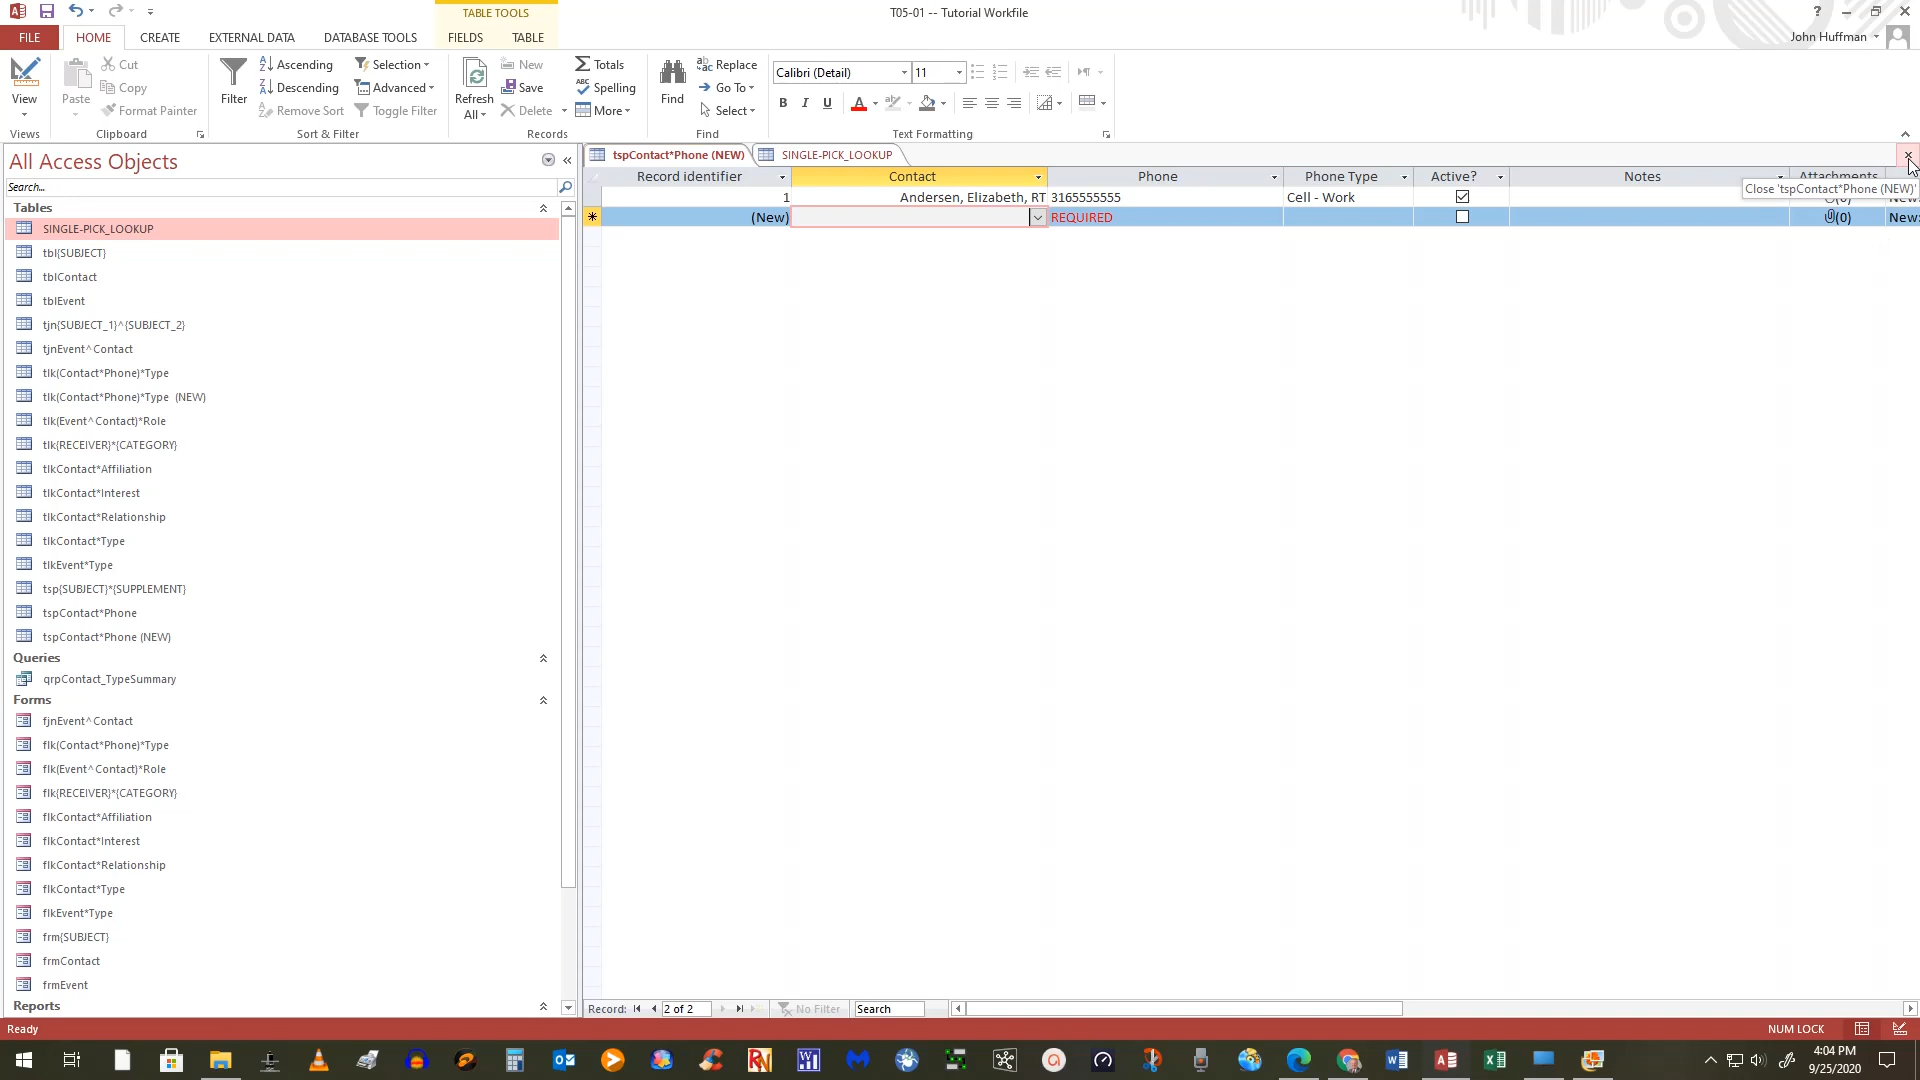 TABLE TOOLS
T05-01 -- Tutorial Workfile
?
FILE HOME CREATE EXTERNAL DATA DATABASE TOOLS FIELDS TABLE
John Huffman
View
Views
Paste
Cut
Copy
Format Painter
Clipboard
Filter
Ascending
Descending
Remove Sort
Selection
Advanced
Toggle Filter
Sort & Filter
Refresh
All
New
Save
Delete
Totals
Spelling
More
Records
Find
Replace
Go To
Select
Find
Calibri (Detail) 11
B I U A
Text Formatting
All Access Objects
Search...
Tables
SINGLE-PICK_LOOKUP
tbl{SUBJECT}
tblContact
tblEvent
tjn{SUBJECT_1}^{SUBJECT_2}
tjnEvent^Contact
tlk(Contact*Phone)*Type
tlk(Contact*Phone)*Type (NEW)
tlk(Event^Contact)*Role
tlk{RECEIVER}*{CATEGORY}
tlkContact*Affiliation
tlkContact*Interest
tlkContact*Relationship
tlkContact*Type
tlkEvent*Type
tsp{SUBJECT}*{SUPPLEMENT}
tspContact*Phone
tspContact*Phone (NEW)
Queries
qrpContact_TypeSummary
Forms
fjnEvent^Contact
flk(Contact*Phone)*Type
flk(Event^Contact)*Role
flk{RECEIVER}*{CATEGORY}
flkContact*Affiliation
flkContact*Interest
flkContact*Relationship
flkContact*Type
flkEvent*Type
frm{SUBJECT}
frmContact
frmEvent
Reports
tspContact*Phone (NEW) SINGLE-PICK_LOOKUP
Record identifier Contact Phone Phone Type Active? Notes Attachments
Close 'tspContact*Phone (NEW)'
1 Andersen, Elizabeth, RT 3165555555 Cell - Work
(New) REQUIRED (0) New:
Record: 2 of 2 No Filter Search
Ready
NUM LOCK
4:04 PM
9/25/2020